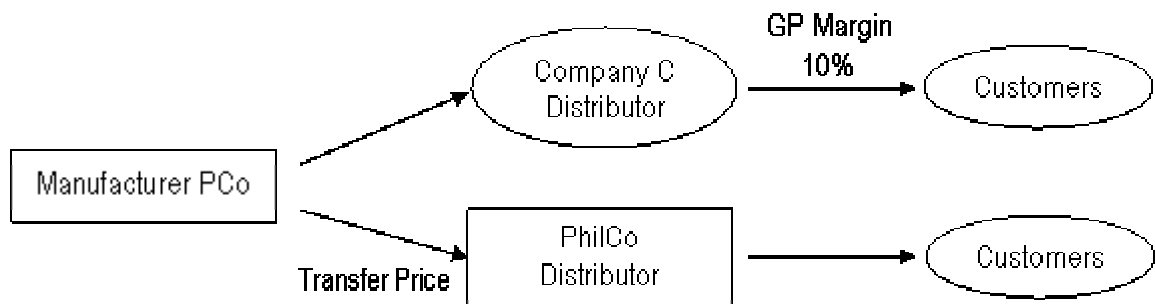 GP Margin
10%
Company C
Distributor
Customers
Manufacturer PCo
PhilCo
Distributor
Customers
Transfer Price